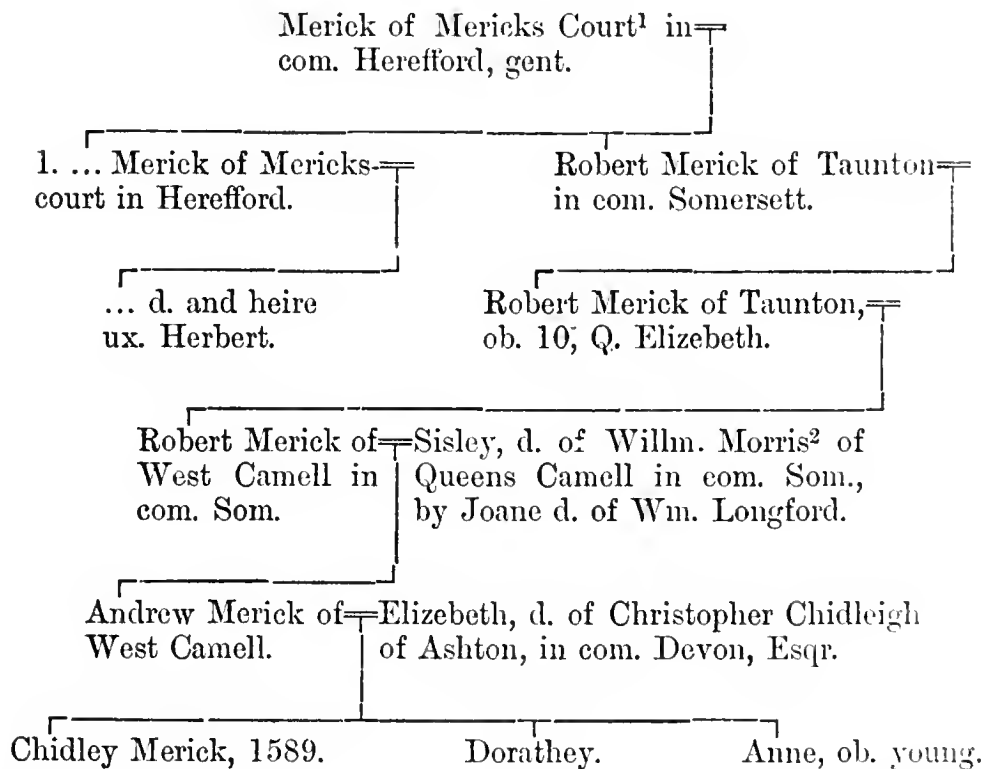 Merick of Mericks Court¹ in
com. Herefford, gent.
1. ... Merick of Mericks-
court in Herefford.
Robert Merick of Taunton
in com. Somersett.
... d. and heire
ux. Herbert.
Robert Merick of Taunton,
ob. 10, Q. Elizebeth.
Robert Merick of
West Camell in
com. Som.
Sisley, d. of Willm. Morris² of
Queens Camell in com. Som.,
by Joane d. of Wm. Longford.
Andrew Merick of
West Camell.
Elizebeth, d. of Christopher Chidleigh
of Ashton, in com. Devon, Esqr.
Chidley Merick, 1589.
Dorathey.
Anne, ob. young.